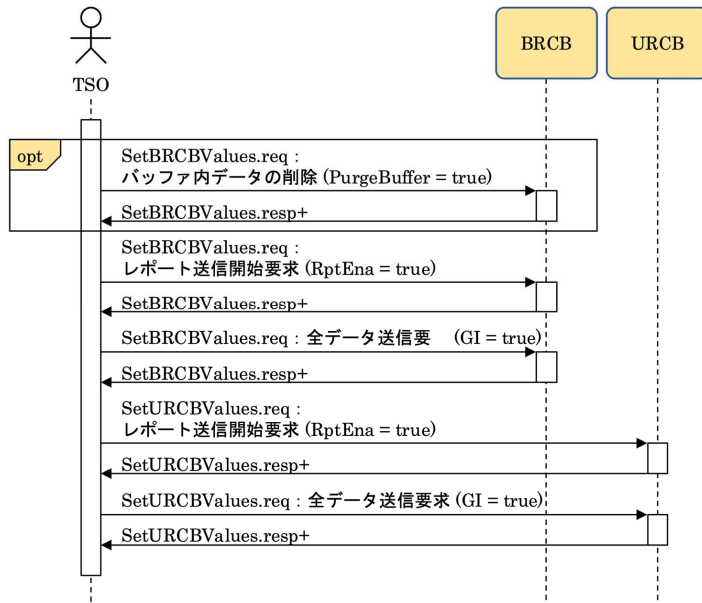 BRCB
URCB
TSO
opt
SetBRCBValues.req :
バッファ内データの削除 (PurgeBuffer = true)
SetBRCBValues.resp+
SetBRCBValues.req :
レポート送信開始要求 (RptEna = true)
SetBRCBValues.resp+
SetBRCBValues.req : 全データ送信要 (GI = true)
SetBRCBValues.resp+
SetURCBValues.req :
レポート送信開始要求 (RptEna = true)
SetURCBValues.resp+
SetURCBValues.req : 全データ送信要求 (GI = true)
SetURCBValues.resp+